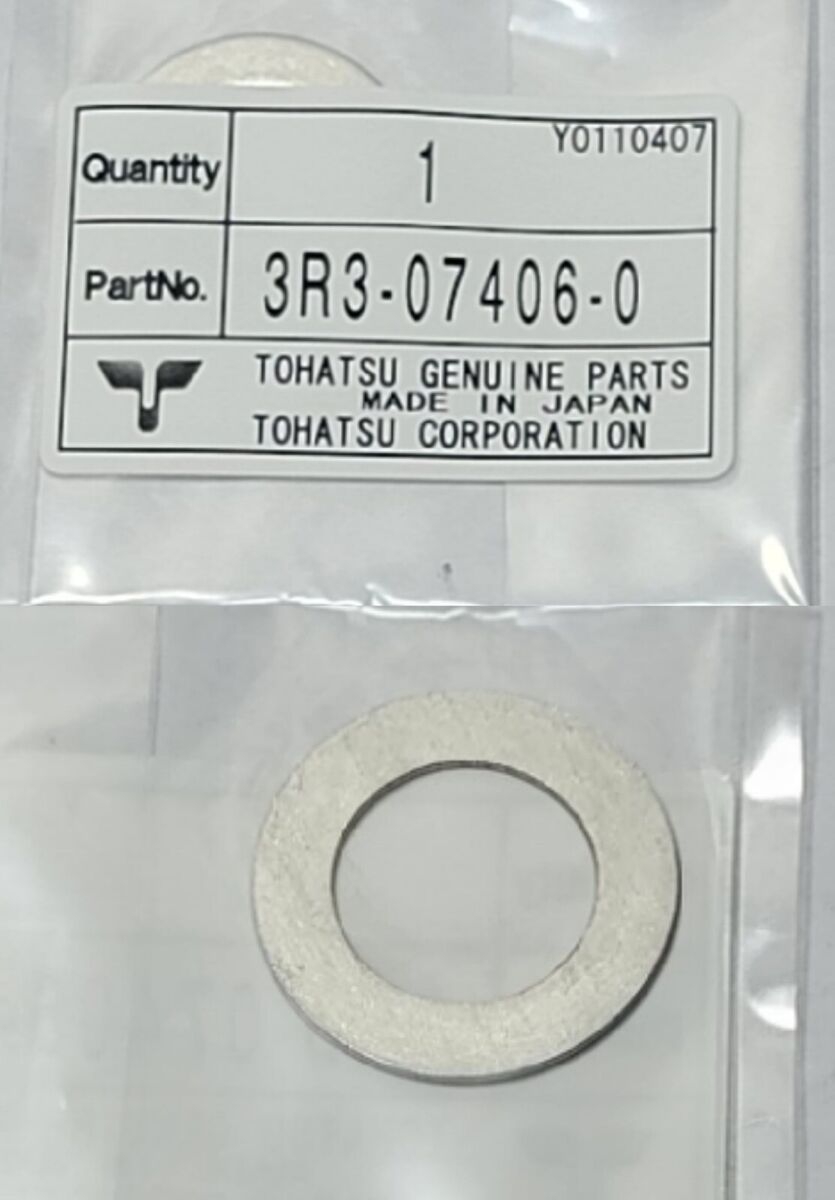 Y0110407
Quantity 1
PartNo. 3R3-07406-0
TOHATSU GENUINE PARTS
MADE IN JAPAN
TOHATSU CORPORATION